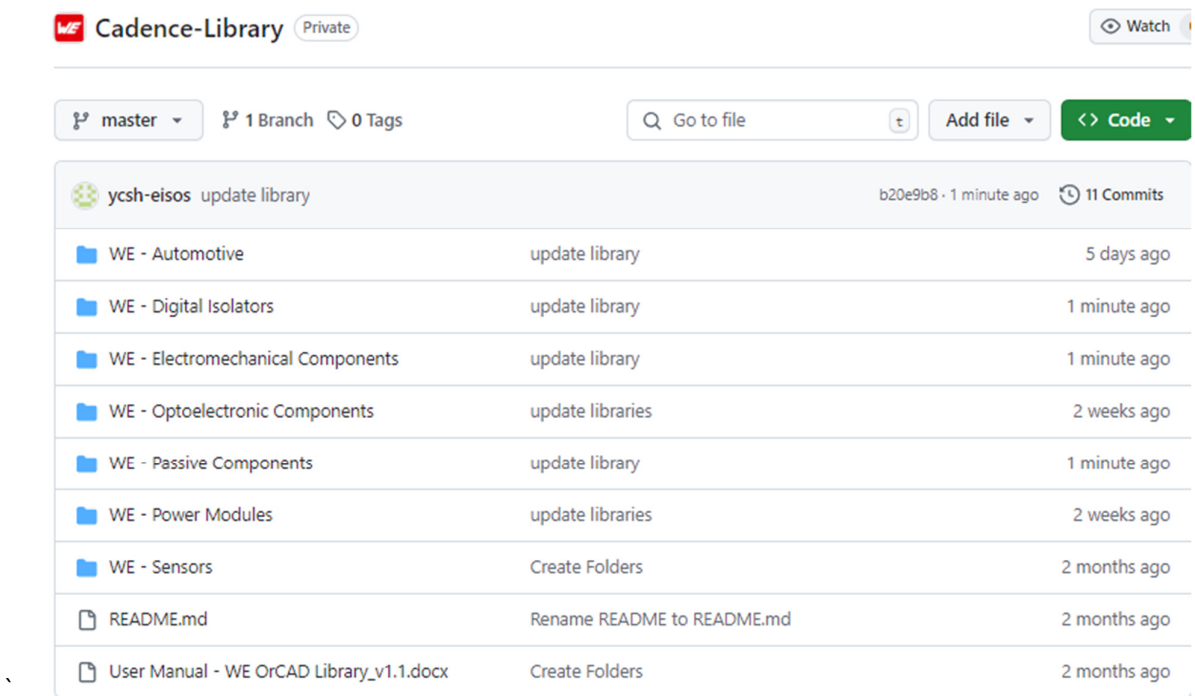 WE Cadence-Library Private Watch
master 1 Branch 0 Tags Go to file t Add file Code
ycsh-eisos update library b20e9b8 · 1 minute ago 11 Commits
WE - Automotive update library 5 days ago
WE - Digital Isolators update library 1 minute ago
WE - Electromechanical Components update library 1 minute ago
WE - Optoelectronic Components update libraries 2 weeks ago
WE - Passive Components update library 1 minute ago
WE - Power Modules update libraries 2 weeks ago
WE - Sensors Create Folders 2 months ago
README.md Rename README to README.md 2 months ago
User Manual - WE OrCAD Library_v1.1.docx Create Folders 2 months ago
`